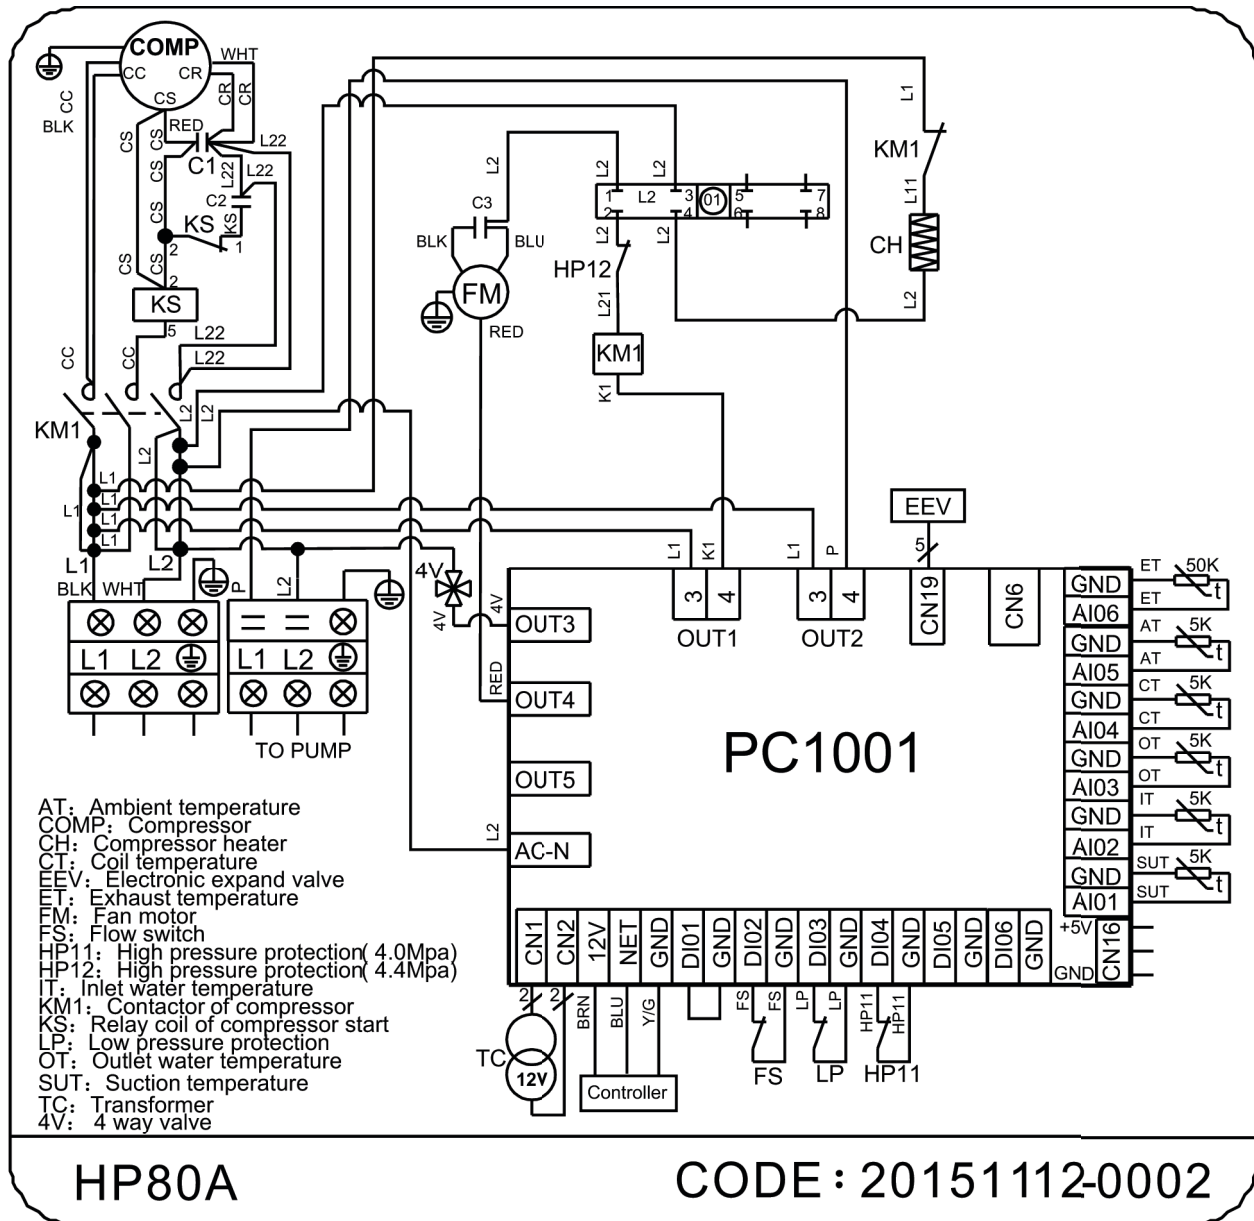 COMP
WHT
CC
CR
CC
BLK
CS
RED
CR
CR
L1
CS
CS
CS
C1
L22
L22
L22
C2
KS
KS
CS
2
1
CS
CS
2
KS
5
L22
L22
CC
CC
KM1
L2
L2
L2
L1
L1
L1
L1
L1
L1
L2
BLK
WHT
P
L2
L1
L2
L1
L2
TO PUMP
L2
C3
BLK
BLU
FM
RED
L2
L2
1
L2
3
01
5
7
2
4
6
8
L2
L2
HP12
L21
KM1
K1
KM1
L11
CH
L2
4V
4V
4V
RED
L2
L1
K1
L1
P
EEV
5
3
4
OUT1
3
4
OUT2
CN19
CN6
OUT3
OUT4
OUT5
AC-N
PC1001
GND
AI06
GND
AI05
GND
AI04
GND
AI03
GND
AI02
GND
AI01
CN16
+5V
GND
ET
50K
ET
t
AT
5K
AT
t
CT
5K
CT
t
OT
5K
OT
t
IT
5K
IT
t
SUT
5K
SUT
t
CN1
CN2
12V
NET
GND
DI01
GND
DI02
GND
DI03
GND
DI04
GND
DI05
GND
DI06
GND
2
2
BRN
BLU
Y/G
FS
FS
LP
LP
HP11
HP11
TC
12V
Controller
FS
LP
HP11
AT：Ambient temperature
COMP：Compressor
CH：Compressor heater
CT：Coil temperature
EEV：Electronic expand valve
ET：Exhaust temperature
FM：Fan motor
FS：Flow switch
HP11：High pressure protection( 4.0Mpa)
HP12：High pressure protection( 4.4Mpa)
IT：Inlet water temperature
KM1：Contactor of compressor
KS：Relay coil of compressor start
LP：Low pressure protection
OT：Outlet water temperature
SUT：Suction temperature
TC：Transformer
4V：4 way valve
HP80A
CODE：20151112-0002